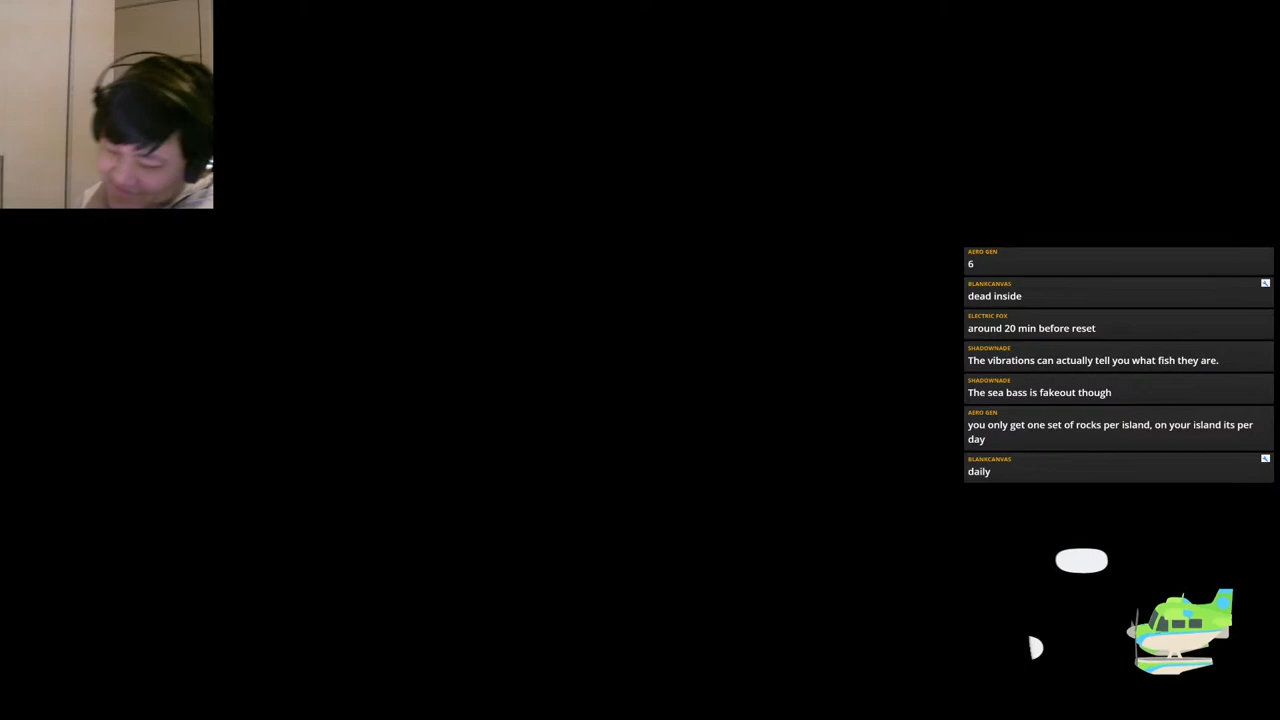 AERO GEN
6
BLANKCANVAS
dead inside
ELECTRIC FOX
around 20 min before reset
SHADOWNADE
The vibrations can actually tell you what fish they are.
SHADOWNADE
The sea bass is fakeout though
AERO GEN
you only get one set of rocks per island, on your island its per
day
BLANKCANVAS
daily